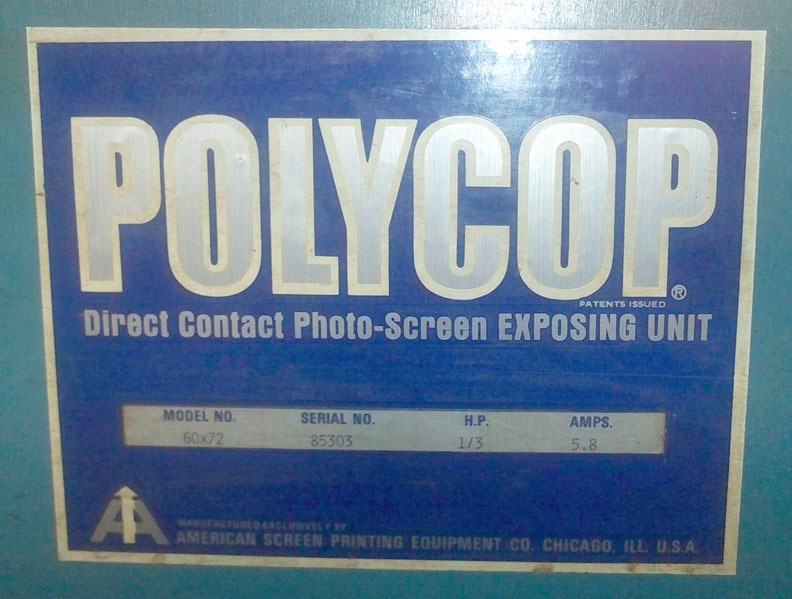 POLYCOP®
PATENTS ISSUED
Direct Contact Photo-Screen EXPOSING UNIT
MODEL NO. SERIAL NO. H.P. AMPS.
60x72 85303 1/3 5.8
MANUFACTURED EXCLUSIVELY BY
AMERICAN SCREEN PRINTING EQUIPMENT CO. CHICAGO, ILL. U.S.A.